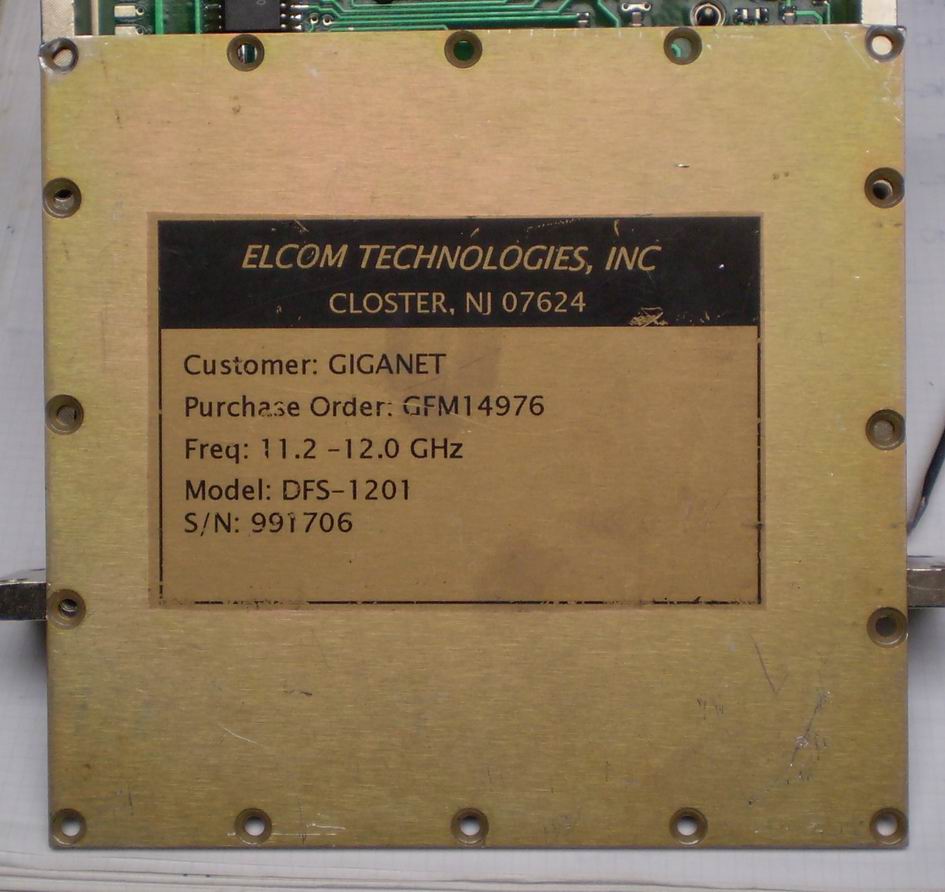 ELCOM TECHNOLOGIES, INC
CLOSTER, NJ 07624
Customer: GIGANET
Purchase Order: GFM14976
Freq: 11.2 -12.0 GHz
Model: DFS-1201
S/N: 991706